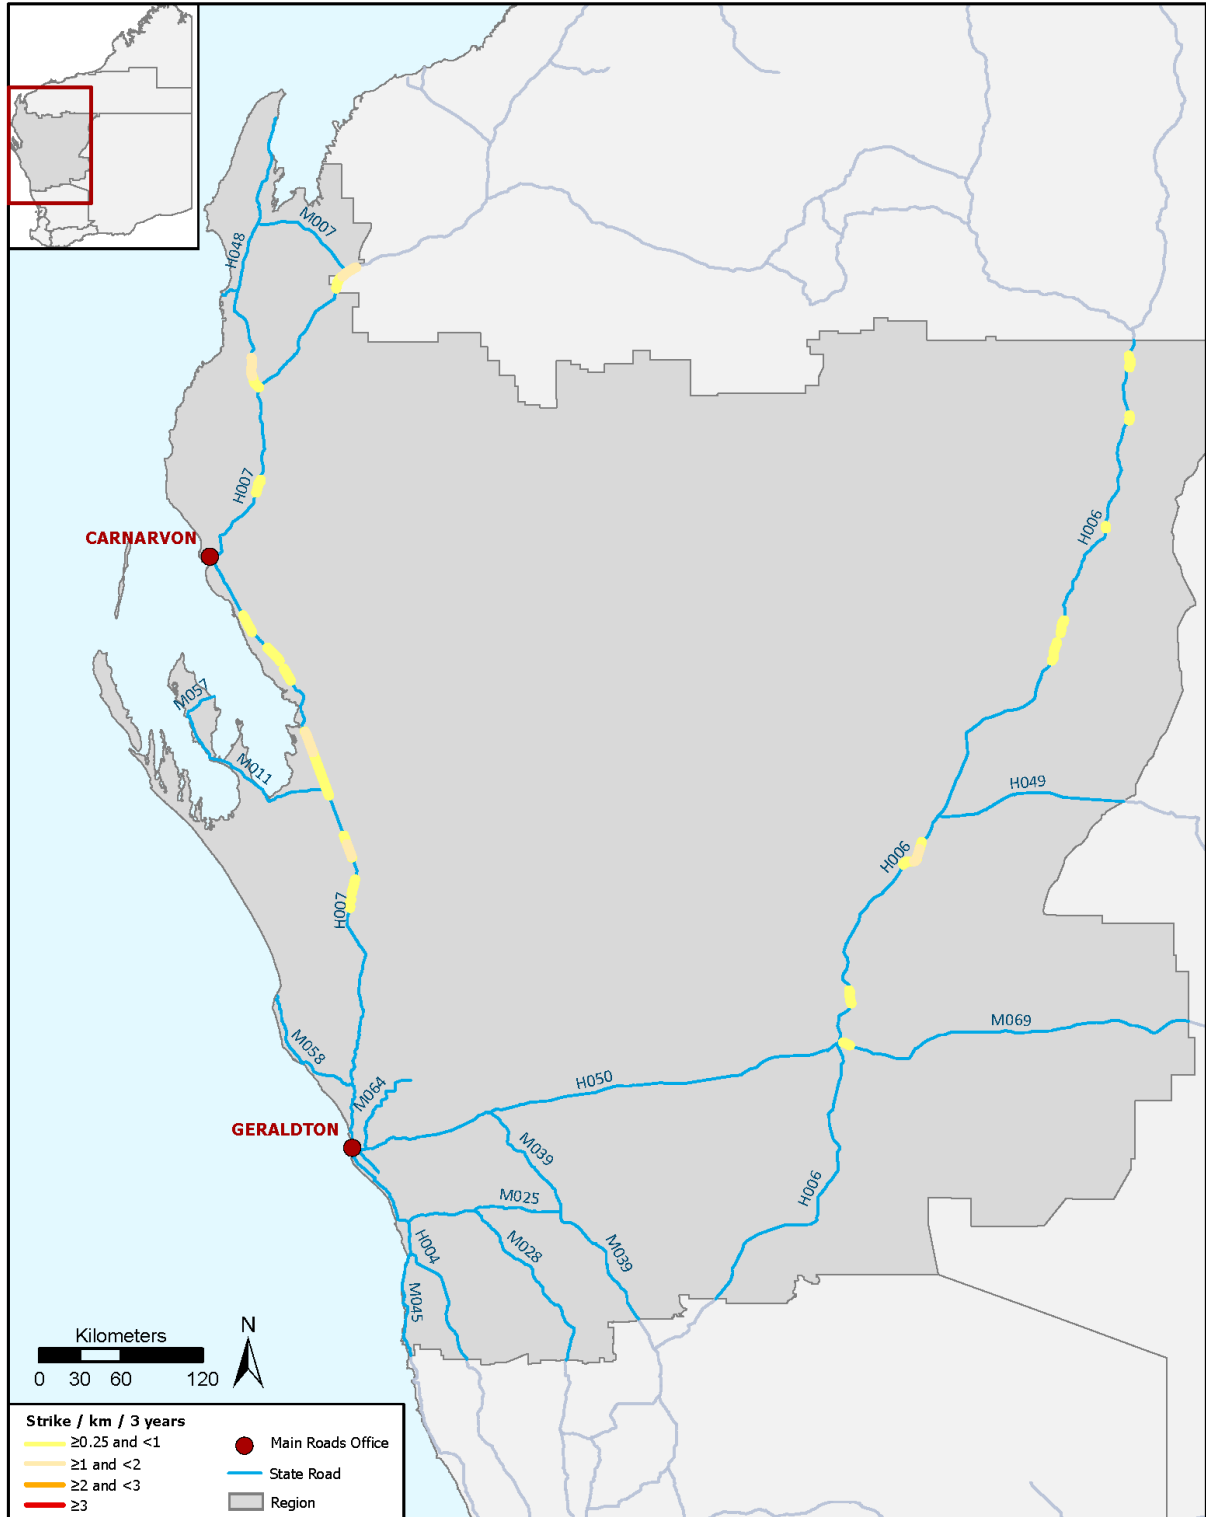 M007
H048
H007
CARNARVON
H006
M057
M011
H049
H006
H007
M069
M058
H050
M064
GERALDTON
M039
M025
H006
M028
H004
M039
M045
Kilometers
0 30 60 120
N
Strike / km / 3 years
≥0.25 and <1
≥1 and <2
≥2 and <3
≥3
Main Roads Office
State Road
Region